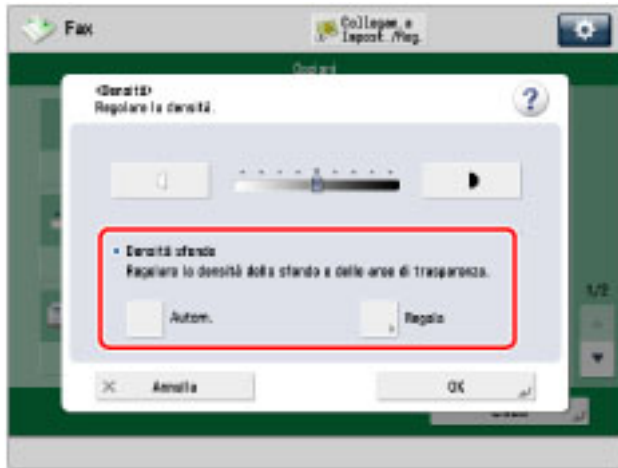 Fax
Collegam. e
Impost./Reg.
Opzioni
<Densità>
Regolare la densità.
?
Densità sfondo
Regolare la densità dello sfondo e delle aree di trasparenza.
Autom.
Regola
1/2
Annulla
OK